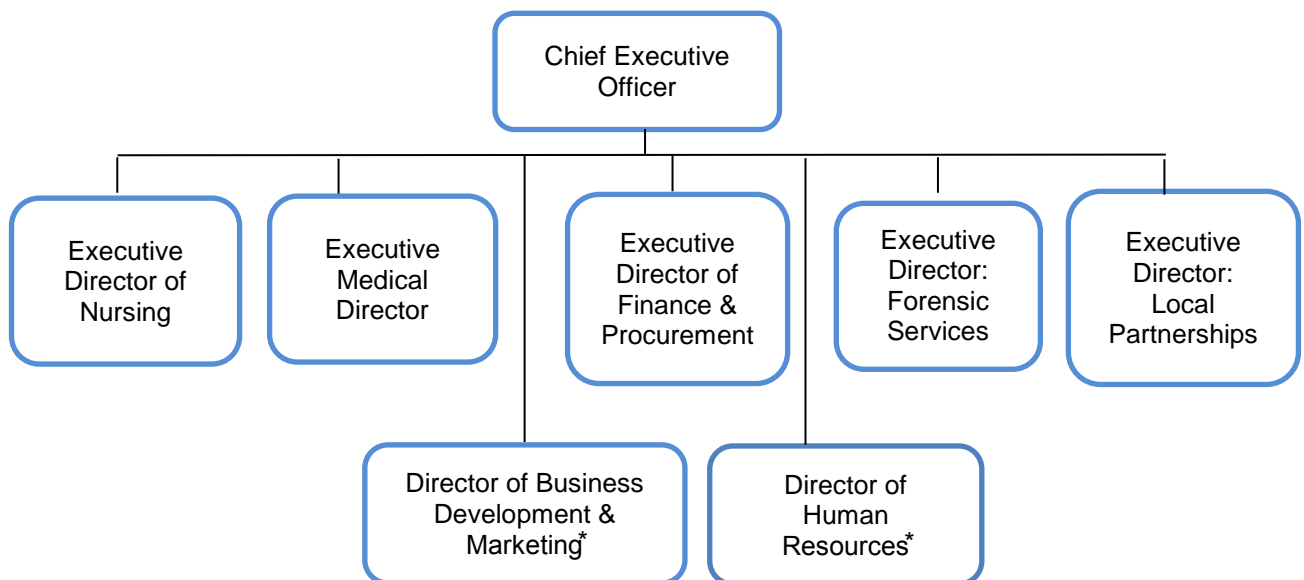 Chief Executive
Officer
Executive
Director of
Nursing
Executive
Medical
Director
Executive
Director of
Finance &
Procurement
Executive
Director:
Forensic
Services
Executive
Director:
Local
Partnerships
Director of Business
Development &
Marketing*
Director of
Human
Resources*